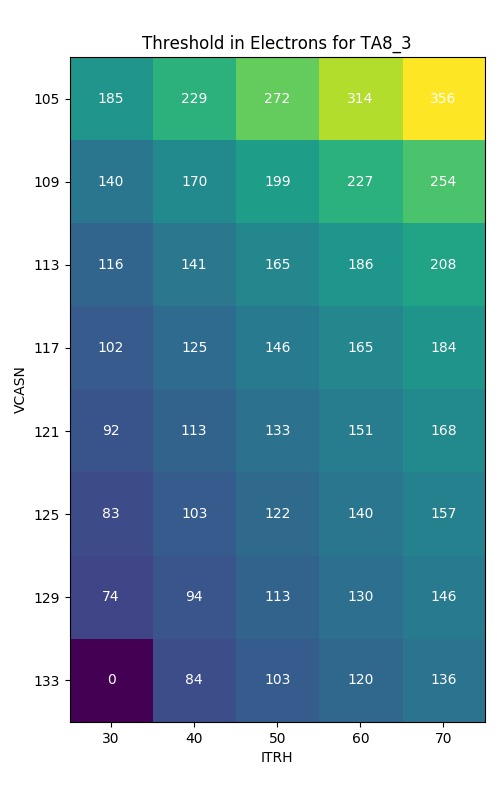 Threshold in Electrons for TA8_3
105 185 229 272 314 356
109 140 170 199 227 254
113 116 141 165 186 208
117 102 125 146 165 184
VCASN
121 92 113 133 151 168
125 83 103 122 140 157
129 74 94 113 130 146
133 0 84 103 120 136
30 40 50 60 70
ITRH